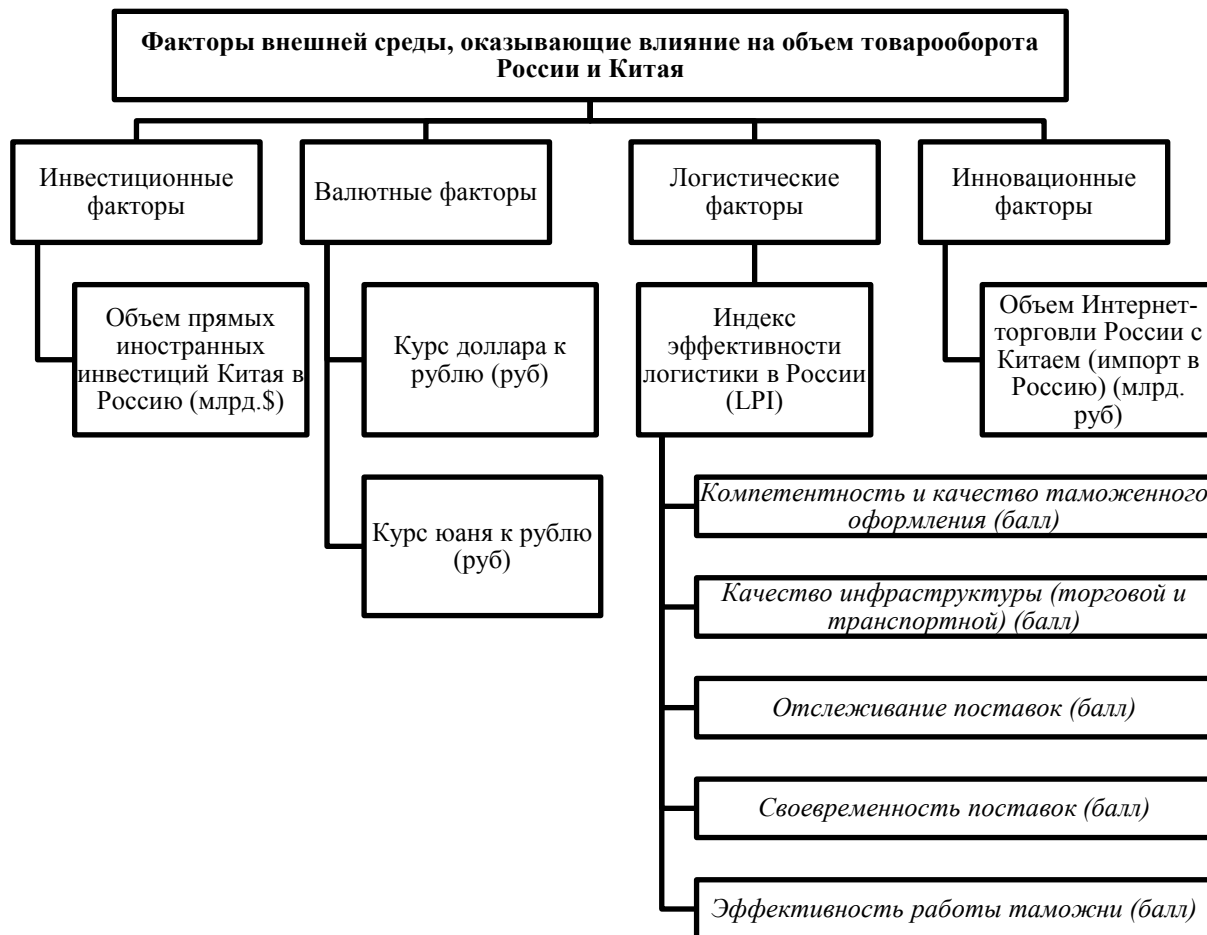 Факторы внешней среды, оказывающие влияние на объем товарооборота
России и Китая
Инвестиционные
факторы
Валютные факторы
Логистические
факторы
Инновационные
факторы
Объем прямых
иностранных
инвестиций Китая в
Россию (млрд.$)
Курс доллара к
рублю (руб)
Индекс
эффективности
логистики в России
(LPI)
Объем Интернет-
торговли России с
Китаем (импорт в
Россию) (млрд.
руб)
Курс юаня к рублю
(руб)
Компетентность и качество таможенного
оформления (балл)
Качество инфраструктуры (торговой и
транспортной) (балл)
Отслеживание поставок (балл)
Своевременность поставок (балл)
Эффективность работы таможни (балл)